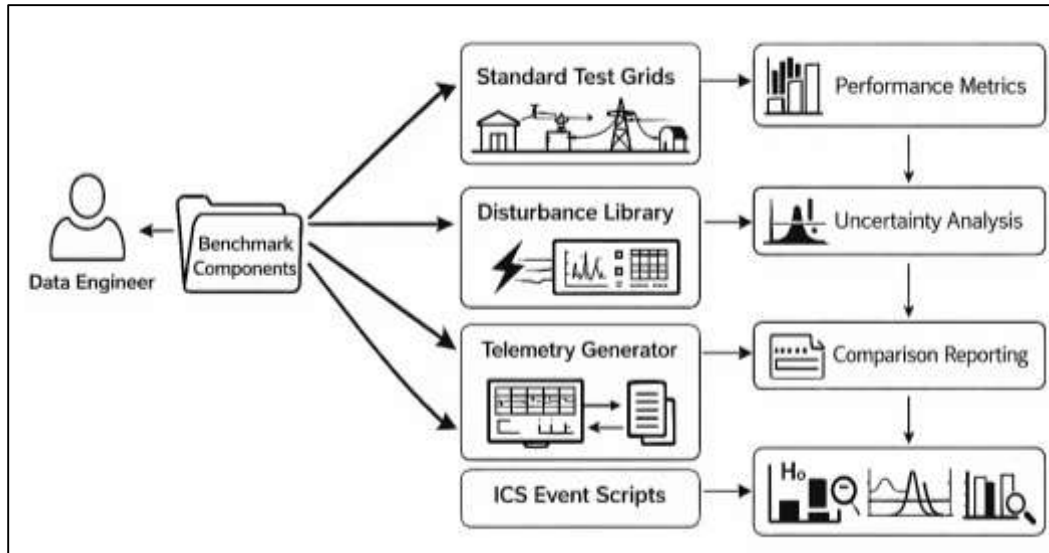 Standard Test Grids
Performance Metrics
Data Engineer
Benchmark
Components
Disturbance Library
Uncertainty Analysis
Telemetry Generator
Comparison Reporting
ICS Event Scripts
H₀